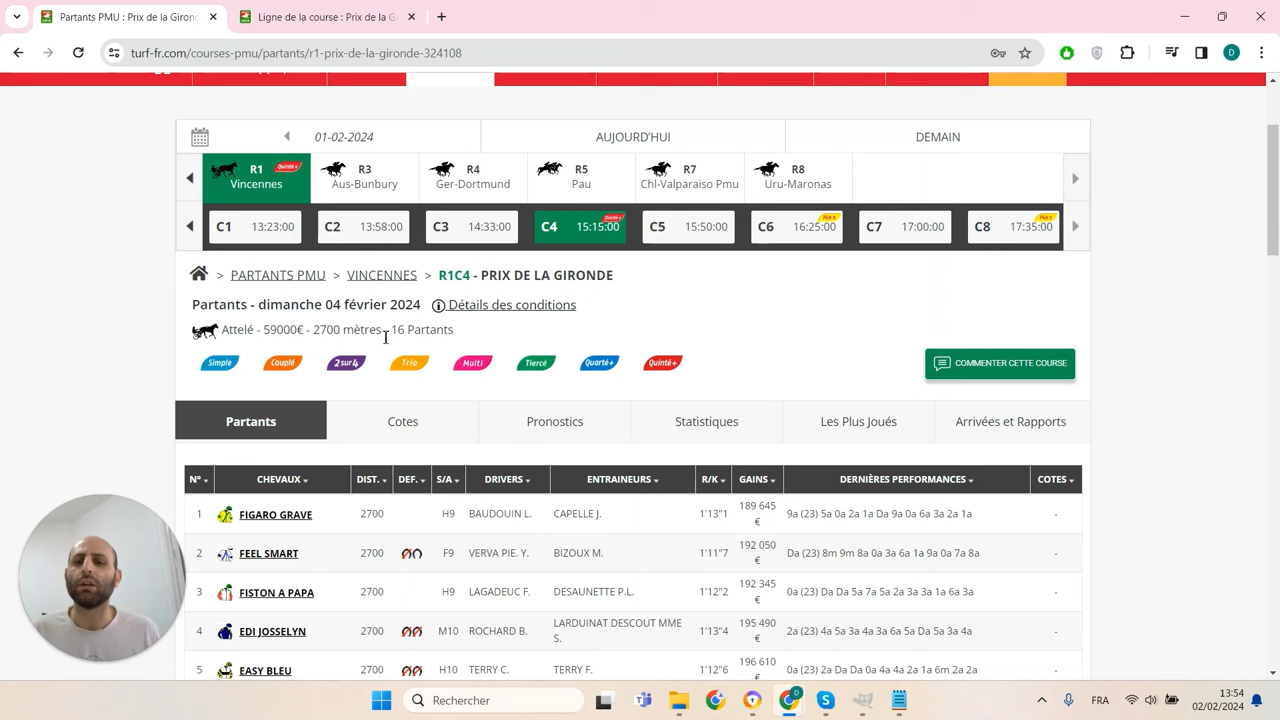 Partants PMU : Prix de la Girond
Ligne de la course : Prix de la G
turf-fr.com/courses-pmu/partants/r1-prix-de-la-gironde-324108
D
01-02-2024 AUJOURD'HUI DEMAIN
R1 Quinté+ R3 R4 R5 R7 R8
Vincennes Aus-Bunbury Ger-Dortmund Pau Chl-Valparaiso Pmu Uru-Maronas
C1 13:23:00 C2 13:58:00 C3 14:33:00 C4 15:15:00 Quinté+ C5 15:50:00 C6 16:25:00 Pick 5 C7 17:00:00 C8 17:35:00 Pick 5
> PARTANTS PMU > VINCENNES > R1C4 - PRIX DE LA GIRONDE
Partants - dimanche 04 février 2024 Détails des conditions
Attelé - 59000€ - 2700 mètres - 16 Partants
Simple Couplé 2sur4 Trio Multi Tiercé Quarté+ Quinté+ COMMENTER CETTE COURSE
Partants Cotes Pronostics Statistiques Les Plus Joués Arrivées et Rapports
N° CHEVAUX DIST. DEF. S/A DRIVERS ENTRAINEURS R/K GAINS DERNIÈRES PERFORMANCES COTES
1 FIGARO GRAVE 2700 H9 BAUDOUIN L. CAPELLE J. 1'13"1 189 645 € 9a (23) 5a 0a 2a 1a Da 9a 0a 6a 3a 2a 1a -
2 FEEL SMART 2700 F9 VERVA PIE. Y. BIZOUX M. 1'11"7 192 050 € Da (23) 8m 9m 8a 0a 3a 6a 1a 9a 0a 7a 8a -
3 FISTON A PAPA 2700 H9 LAGADEUC F. DESAUNETTE P.L. 1'12"2 192 345 € 0a (23) Da Da 5a 7a 5a 2a 3a 3a 1a 6a 3a -
4 EDI JOSSELYN 2700 M10 ROCHARD B. LARDUINAT DESCOUT MME S. 1'13"4 195 490 € 2a (23) 4a 5a 3a 4a 3a 6a 5a Da 5a 3a 4a -
5 EASY BLEU 2700 H10 TERRY C. TERRY F. 1'12"6 196 610 € 0a (23) 2a Da Da 0a 4a 4a 2a 1a 6m 2a 2a -
Rechercher
FRA
13:54
02/02/2024